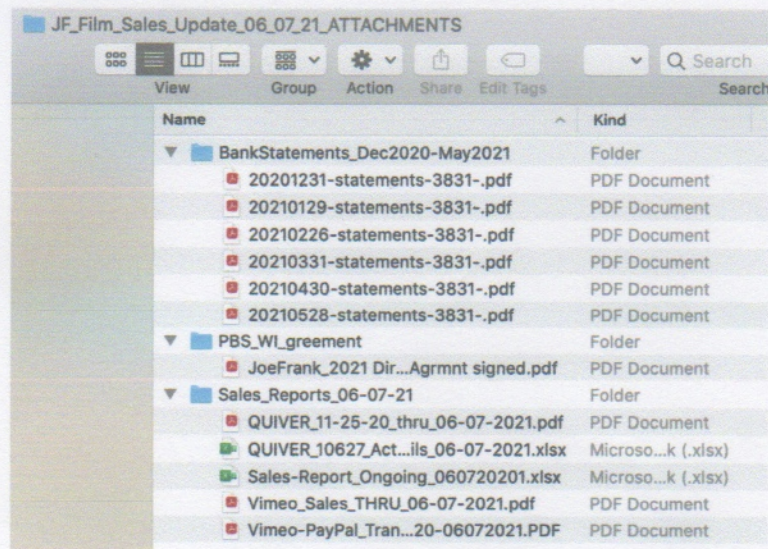 JF_Film_Sales_Update_06_07_21_ATTACHMENTS
View Group Action Share Edit Tags Search
Search
Name Kind
BankStatements_Dec2020-May2021 Folder
20201231-statements-3831-.pdf PDF Document
20210129-statements-3831-.pdf PDF Document
20210226-statements-3831-.pdf PDF Document
20210331-statements-3831-.pdf PDF Document
20210430-statements-3831-.pdf PDF Document
20210528-statements-3831-.pdf PDF Document
PBS_WI_greement Folder
JoeFrank_2021 Dir...Agrmnt signed.pdf PDF Document
Sales_Reports_06-07-21 Folder
QUIVER_11-25-20_thru_06-07-2021.pdf PDF Document
QUIVER_10627_Act...ils_06-07-2021.xlsx Microso...k (.xlsx)
Sales-Report_Ongoing_060720201.xlsx Microso...k (.xlsx)
Vimeo_Sales_THRU_06-07-2021.pdf PDF Document
Vimeo-PayPal_Tran...20-06072021.PDF PDF Document